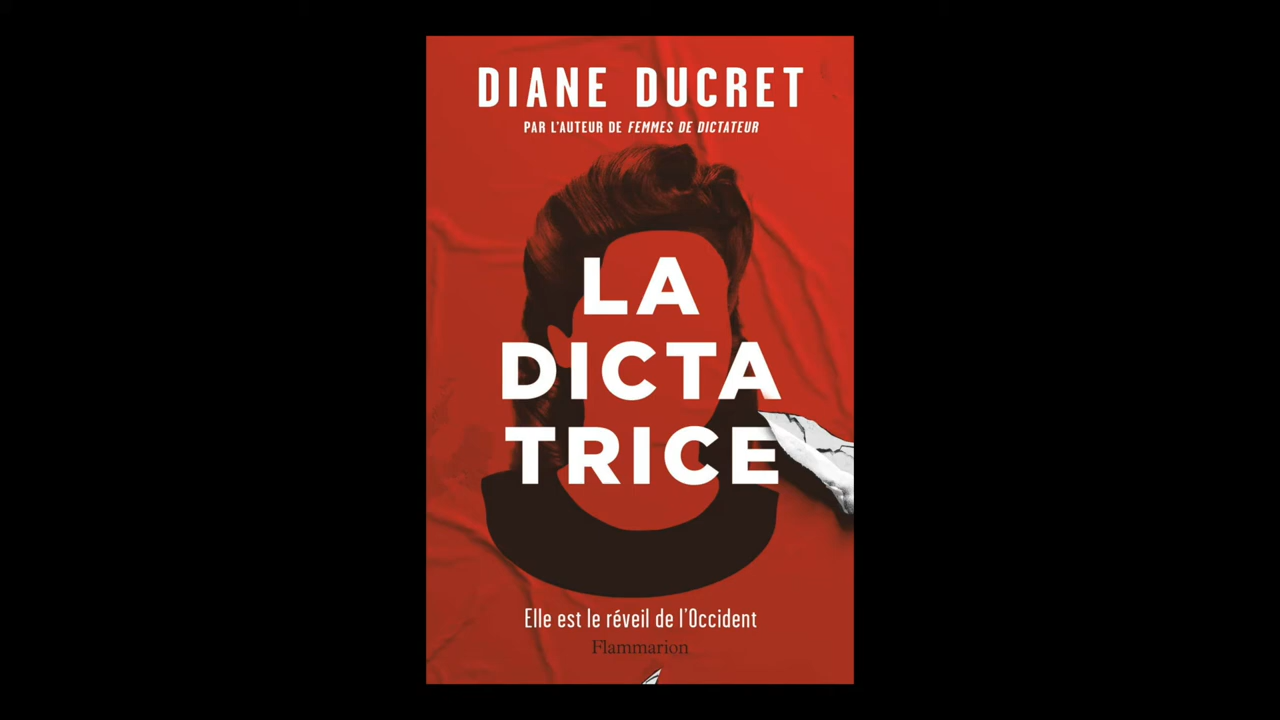 DIANE DUCRET
PAR L'AUTEUR DE FEMMES DE DICTATEUR
LA
DICTA
TRICE
Elle est le réveil de l'Occident
Flammarion